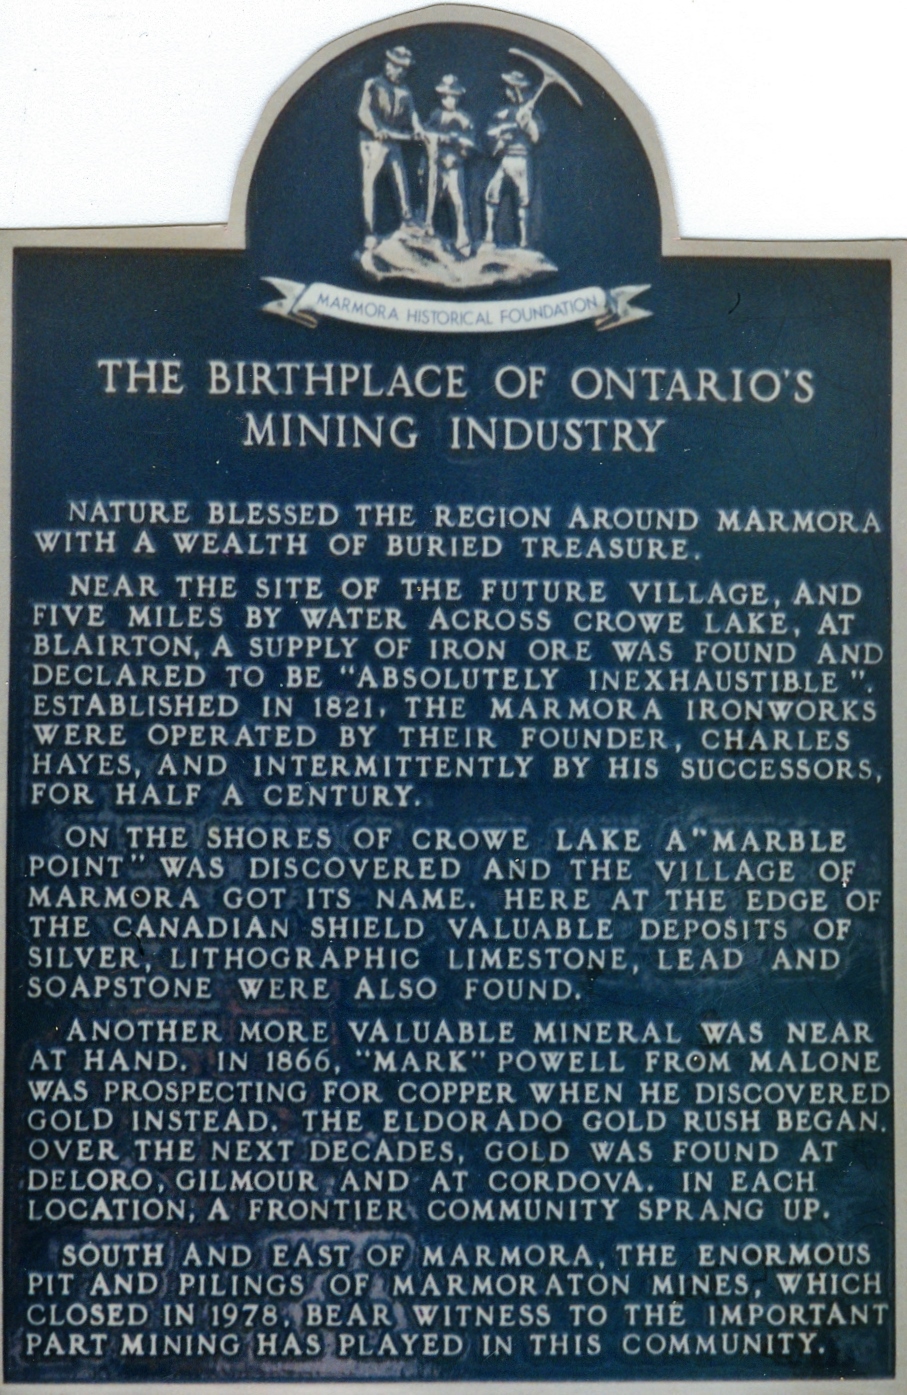 MARMORA HISTORICAL FOUNDATION
THE BIRTHPLACE OF ONTARIO'S
MINING INDUSTRY
NATURE BLESSED THE REGION AROUND MARMORA
WITH A WEALTH OF BURIED TREASURE.
NEAR THE SITE OF THE FUTURE VILLAGE, AND
FIVE MILES BY WATER ACROSS CROWE LAKE, AT
BLAIRTON, A SUPPLY OF IRON ORE WAS FOUND AND
DECLARED TO BE "ABSOLUTELY INEXHAUSTIBLE".
ESTABLISHED IN 1821, THE MARMORA IRONWORKS
WERE OPERATED BY THEIR FOUNDER, CHARLES
HAYES, AND INTERMITTENTLY BY HIS SUCCESSORS,
FOR HALF A CENTURY.
ON THE SHORES OF CROWE LAKE A "MARBLE
POINT" WAS DISCOVERED AND THE VILLAGE OF
MARMORA GOT ITS NAME. HERE AT THE EDGE OF
THE CANADIAN SHIELD VALUABLE DEPOSITS OF
SILVER, LITHOGRAPHIC LIMESTONE, LEAD AND
SOAPSTONE WERE ALSO FOUND.
ANOTHER MORE VALUABLE MINERAL WAS NEAR
AT HAND. IN 1866, "MARK" POWELL FROM MALONE
WAS PROSPECTING FOR COPPER WHEN HE DISCOVERED
GOLD INSTEAD. THE ELDORADO GOLD RUSH BEGAN.
OVER THE NEXT DECADES, GOLD WAS FOUND AT
DELORO, GILMOUR AND AT CORDOVA. IN EACH
LOCATION, A FRONTIER COMMUNITY SPRANG UP.
SOUTH AND EAST OF MARMORA, THE ENORMOUS
PIT AND PILINGS OF MARMORATON MINES, WHICH
CLOSED IN 1978, BEAR WITNESS TO THE IMPORTANT
PART MINING HAS PLAYED IN THIS COMMUNITY.